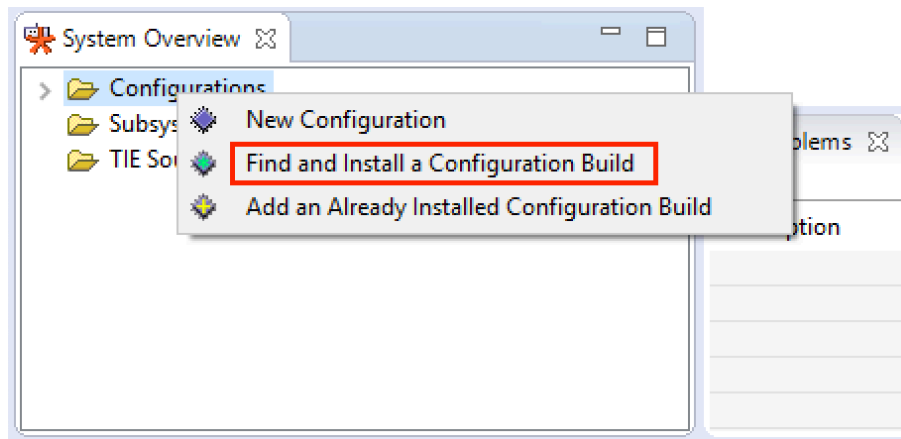 System Overview
Configurations
New Configuration
Find and Install a Configuration Build
Add an Already Installed Configuration Build